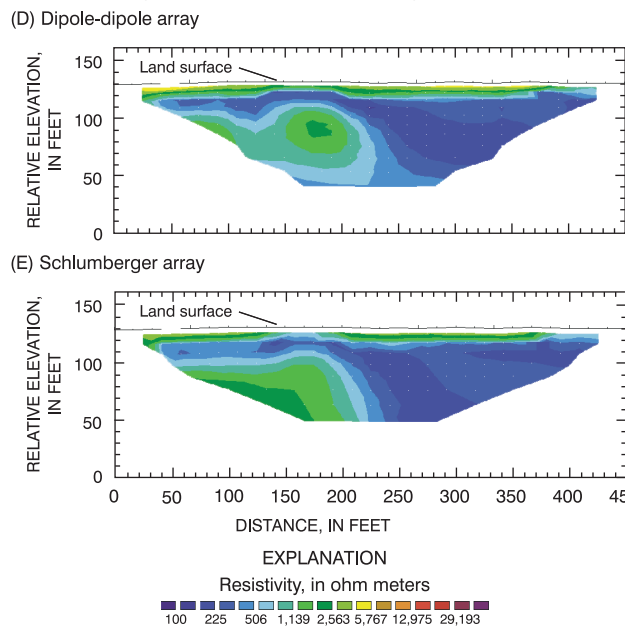 (D) Dipole-dipole array
150
Land surface
100
50
0
RELATIVE ELEVATION,
IN FEET
(E) Schlumberger array
150
Land surface
100
50
0
RELATIVE ELEVATION,
IN FEET
0 50 100 150 200 250 300 350 400 45
DISTANCE, IN FEET
EXPLANATION
Resistivity, in ohm meters
100 225 506 1,139 2,563 5,767 12,975 29,193